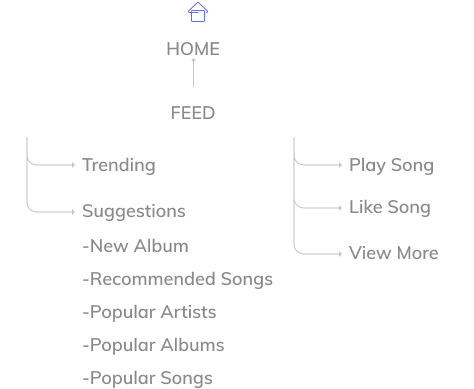 HOME
FEED
Trending
Suggestions
-New Album
-Recommended Songs
-Popular Artists
-Popular Albums
-Popular Songs
Play Song
Like Song
View More